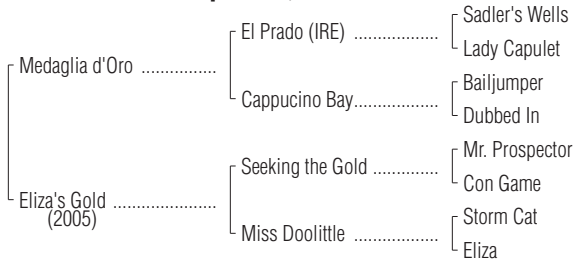 Sadler's Wells
El Prado (IRE) ..................
Lady Capulet
Medaglia d'Oro ................
Bailjumper
Cappucino Bay..................
Dubbed In
Mr. Prospector
Seeking the Gold ..............
Con Game
Eliza's Gold ......................
(2005)
Storm Cat
Miss Doolittle ..................
Eliza